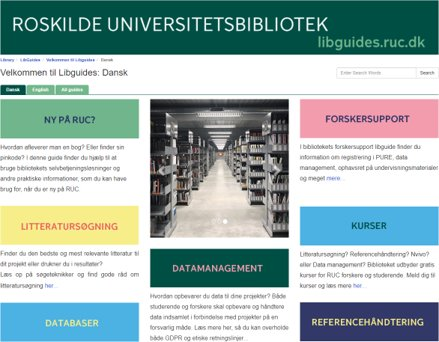 ROSKILDE UNIVERSITETSBIBLIOTEK
libguides.ruc.dk
Library LibGuides Velkommen til Libguides Dansk
Velkommen til Libguides: Dansk
Enter Search Words Search
Dansk English All guides
NY PÅ RUC?
Hvordan afleverer man en bog? Eller finder sin
pinkode? I denne guide finder du hjælp til at
bruge bibliotekets selvbetjeningsløsninger og
andre praktiske informationer, som du kan have
brug for, når du er ny på RUC.
LITTERATURSØGNING
Finder du den bedste og mest relevante litteratur til
dit projekt eller drukner du i resultater?
Læs op på søgeteknikker og find gode råd om
litteratursøgning her...
DATABASER
DATAMANAGEMENT
Hvordan opbevarer du data til dine projekter? Både
studerende og forskere skal opbevare og håndtere
data indsamlet i forbindelse med projekter på en
forsvarlig måde. Læs mere her, så du kan overholde
både GDPR og etiske retningslinjer...
FORSKERSUPPORT
I bibliotekets forskersupport libguide finder du
information om registrering i PURE, data
management, ophavsret på undervisningsmaterialer
og meget mere...
KURSER
Litteratursøgning? Referencehåndtering? Nvivo?
eller Data management? Biblioteket udbyder gratis
kurser for RUC forskere og studerende. Meld dig til
kurser og læs mere her...
REFERENCEHÅNDTERING